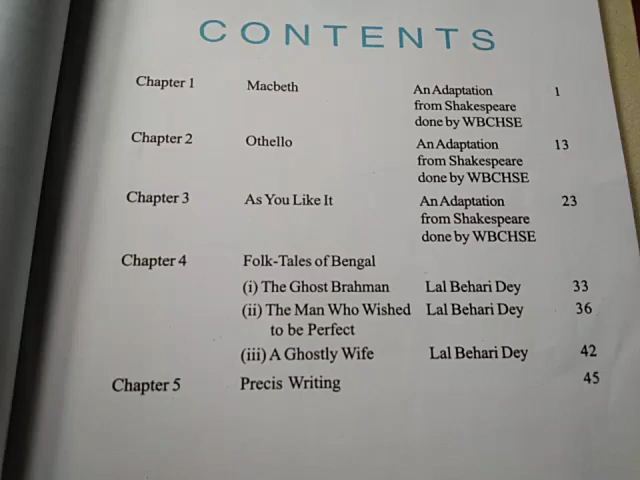 CONTENTS
Chapter 1 Macbeth An Adaptation 1
from Shakespeare
done by WBCHSE
Chapter 2 Othello An Adaptation 13
from Shakespeare
done by WBCHSE
Chapter 3 As You Like It An Adaptation 23
from Shakespeare
done by WBCHSE
Chapter 4 Folk-Tales of Bengal
(i) The Ghost Brahman Lal Behari Dey 33
(ii) The Man Who Wished Lal Behari Dey 36
to be Perfect
(iii) A Ghostly Wife Lal Behari Dey 42
Chapter 5 Precis Writing 45